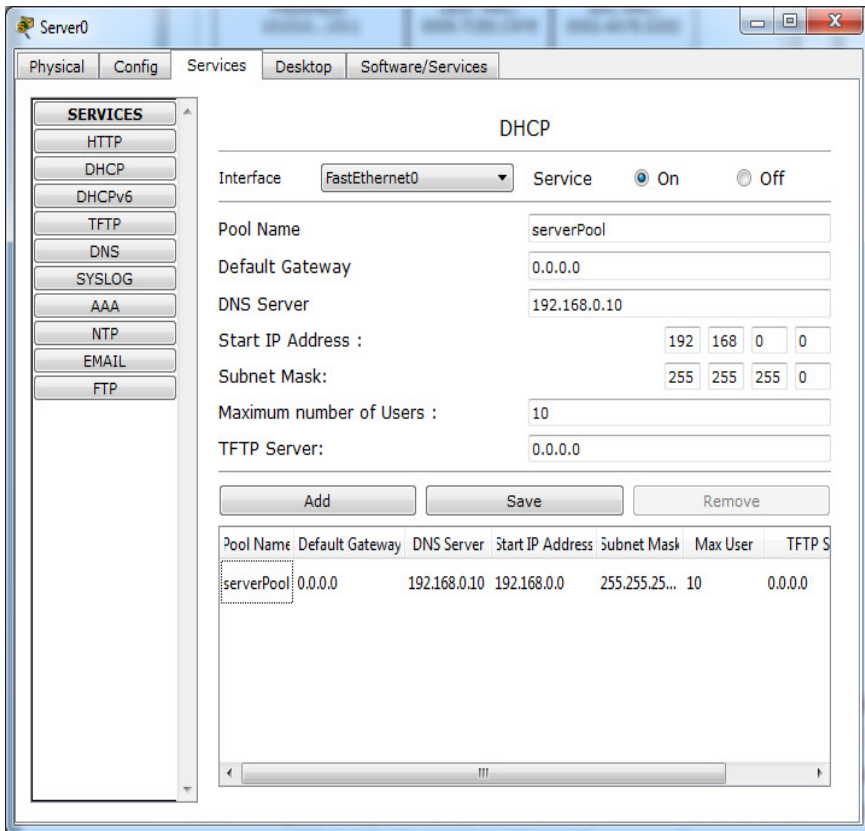 Server0
Physical Config Services Desktop Software/Services
SERVICES
HTTP
DHCP
DHCPv6
TFTP
DNS
SYSLOG
AAA
NTP
EMAIL
FTP
DHCP
Interface FastEthernet0 Service On Off
Pool Name serverPool
Default Gateway 0.0.0.0
DNS Server 192.168.0.10
Start IP Address : 192 168 0 0
Subnet Mask: 255 255 255 0
Maximum number of Users : 10
TFTP Server: 0.0.0.0
Add Save Remove
Pool Name Default Gateway DNS Server Start IP Address Subnet Mask Max User TFTP S
serverPool 0.0.0.0 192.168.0.10 192.168.0.0 255.255.25... 10 0.0.0.0